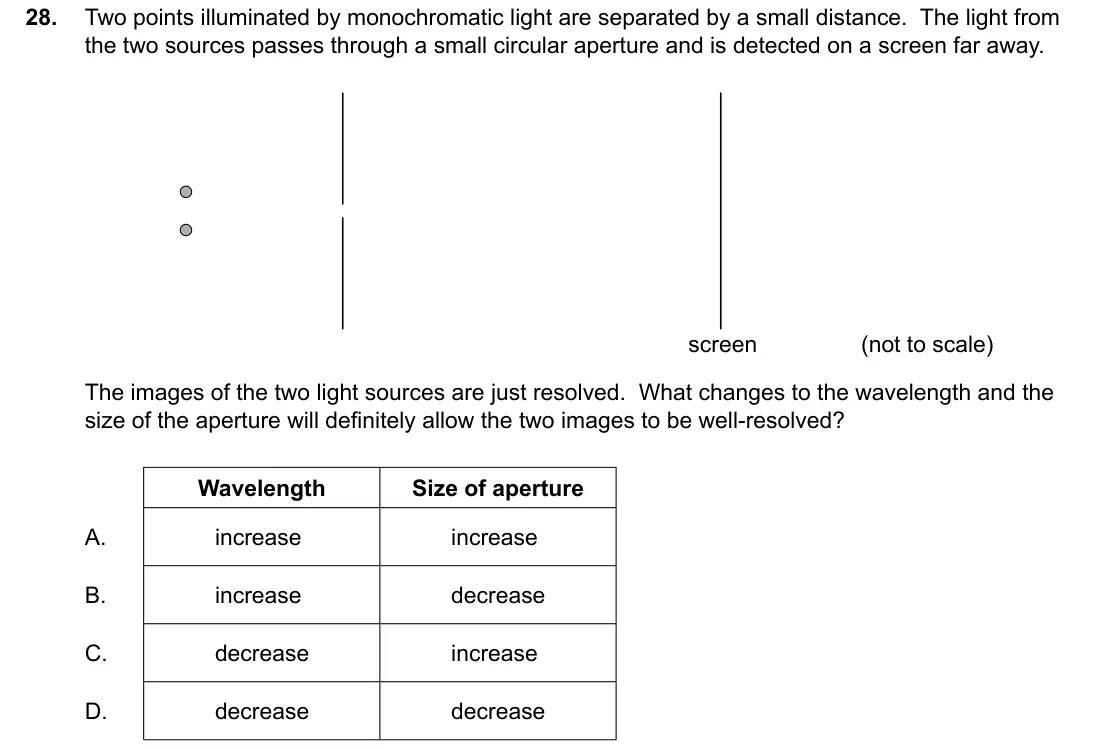 28. Two points illuminated by monochromatic light are separated by a small distance. The light from
the two sources passes through a small circular aperture and is detected on a screen far away.
screen (not to scale)
The images of the two light sources are just resolved. What changes to the wavelength and the
size of the aperture will definitely allow the two images to be well-resolved?
Wavelength Size of aperture
A. increase increase
B. increase decrease
C. decrease increase
D. decrease decrease